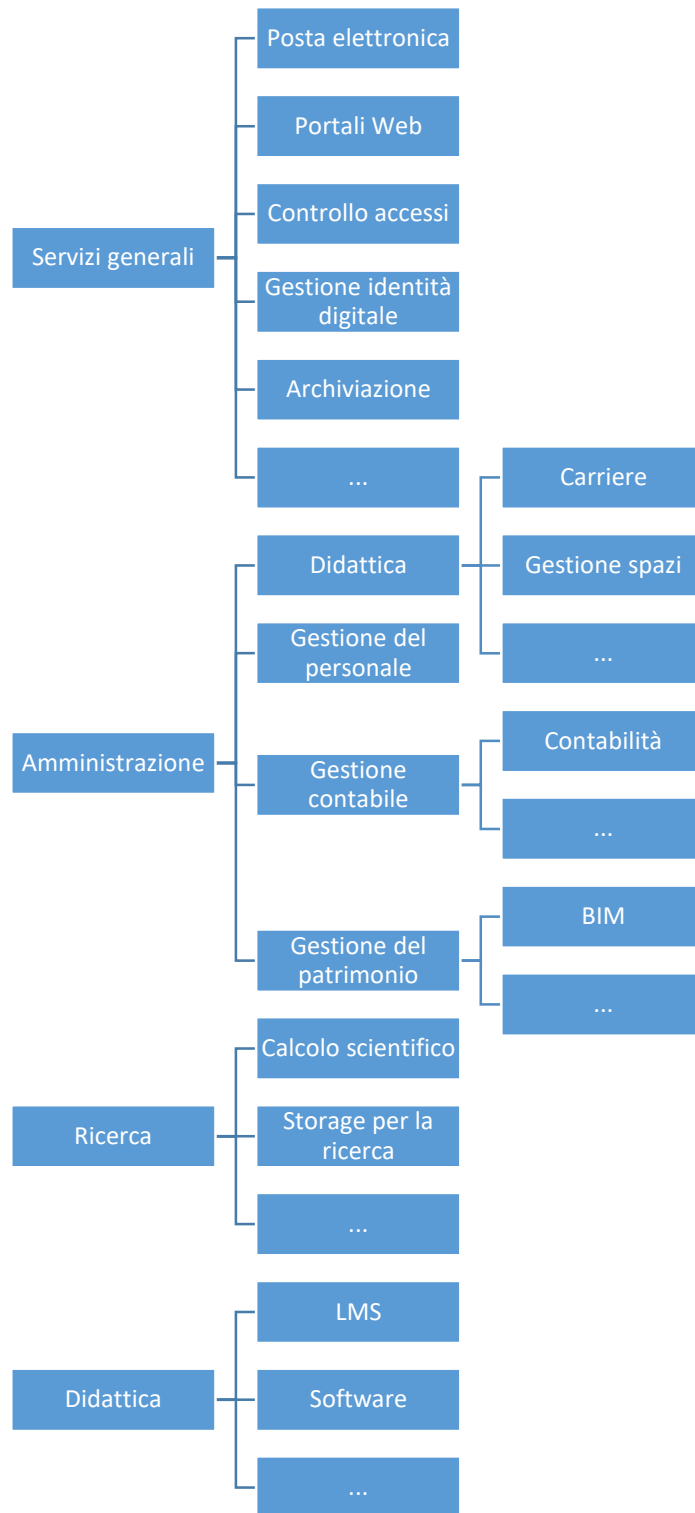 Servizi generali
Posta elettronica
Portali Web
Controllo accessi
Gestione identità
digitale
Archiviazione
...
Amministrazione
Didattica
Carriere
Gestione spazi
...
Gestione del
personale
Gestione
contabile
Contabilità
...
Gestione del
patrimonio
BIM
...
Ricerca
Calcolo scientifico
Storage per la
ricerca
...
Didattica
LMS
Software
...